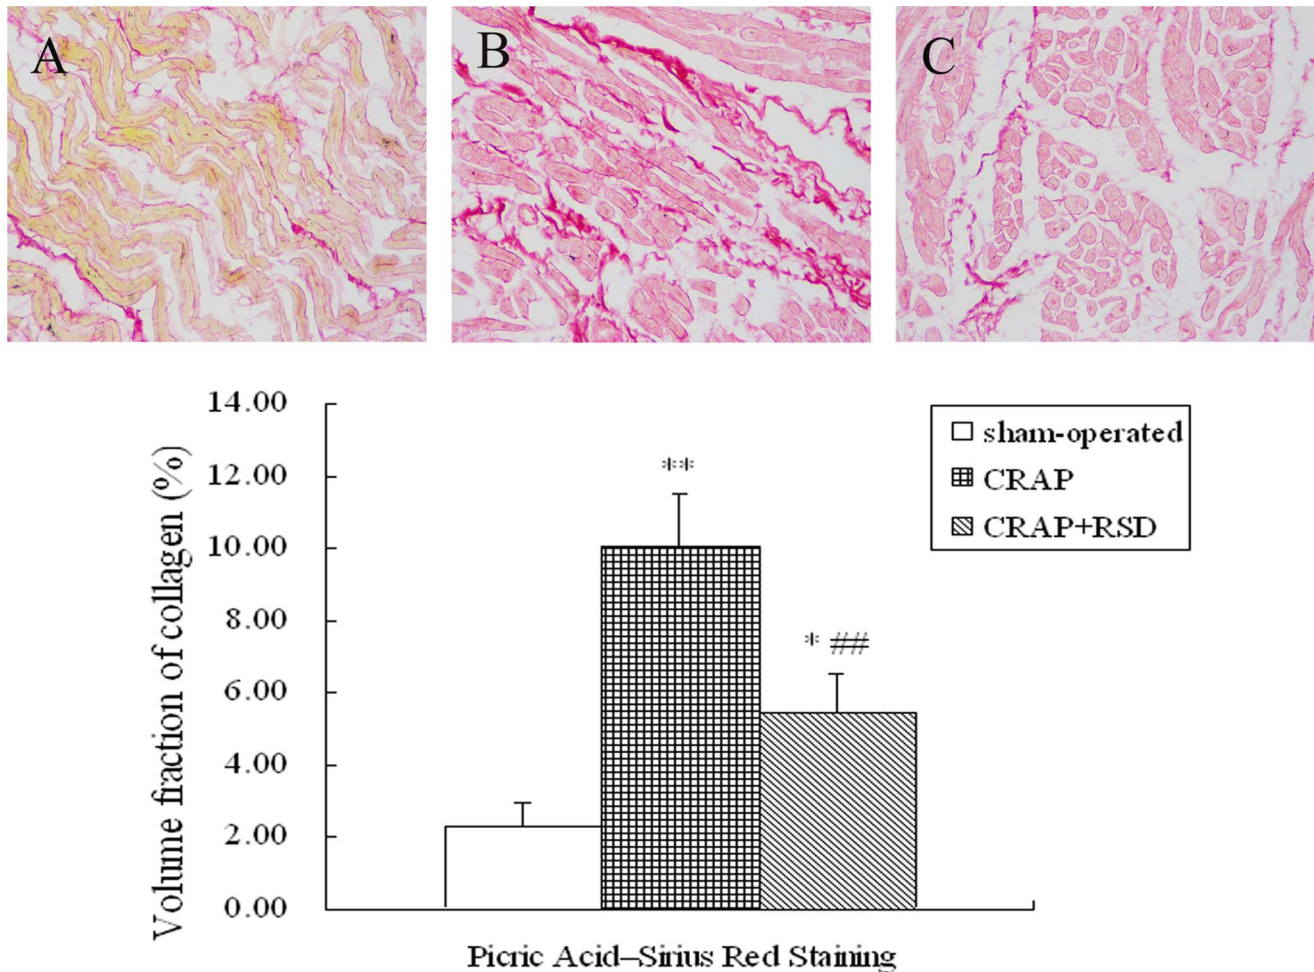 A
B
C
14.00
12.00
10.00
8.00
6.00
4.00
2.00
0.00
Volume fraction of collagen (%)
**
* ##
sham-operated
CRAP
CRAP+RSD
Picric Acid–Sirius Red Staining